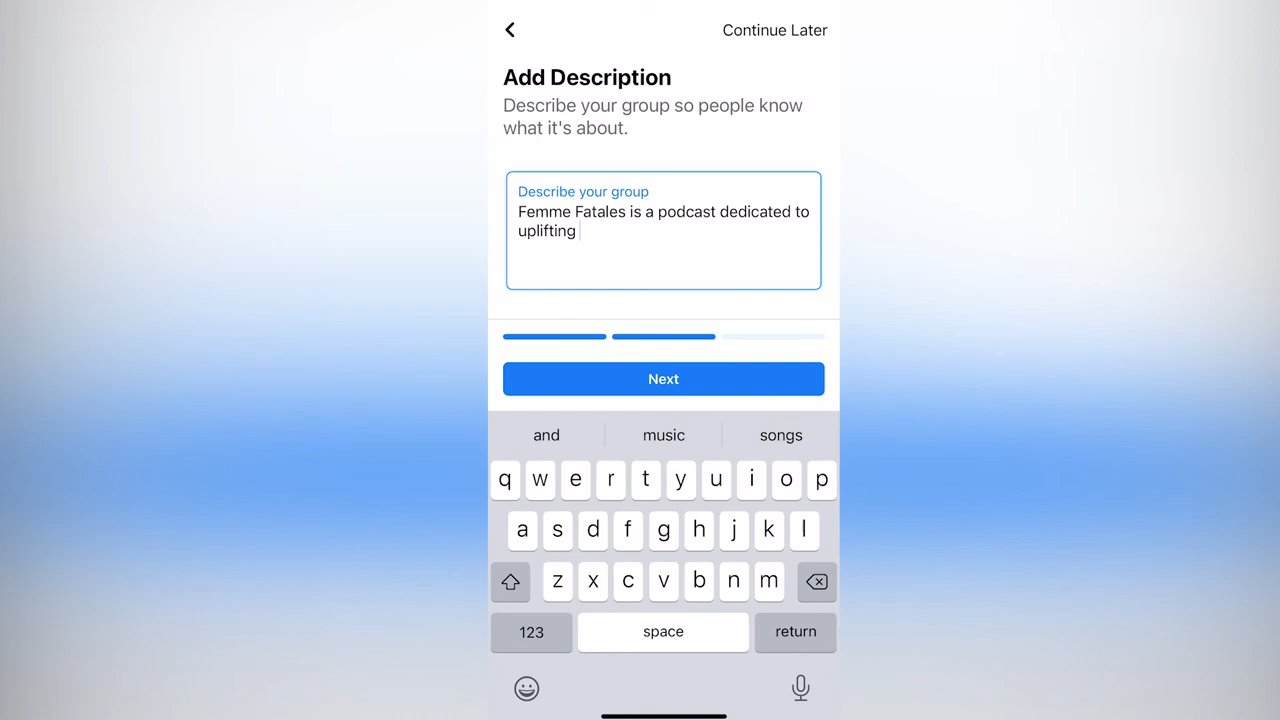 Continue Later
Add Description
Describe your group so people know
what it's about.
Describe your group
Femme Fatales is a podcast dedicated to
uplifting
Next
and music songs
q w e r t y u i o p
a s d f g h j k l
z x c v b n m
123 space return